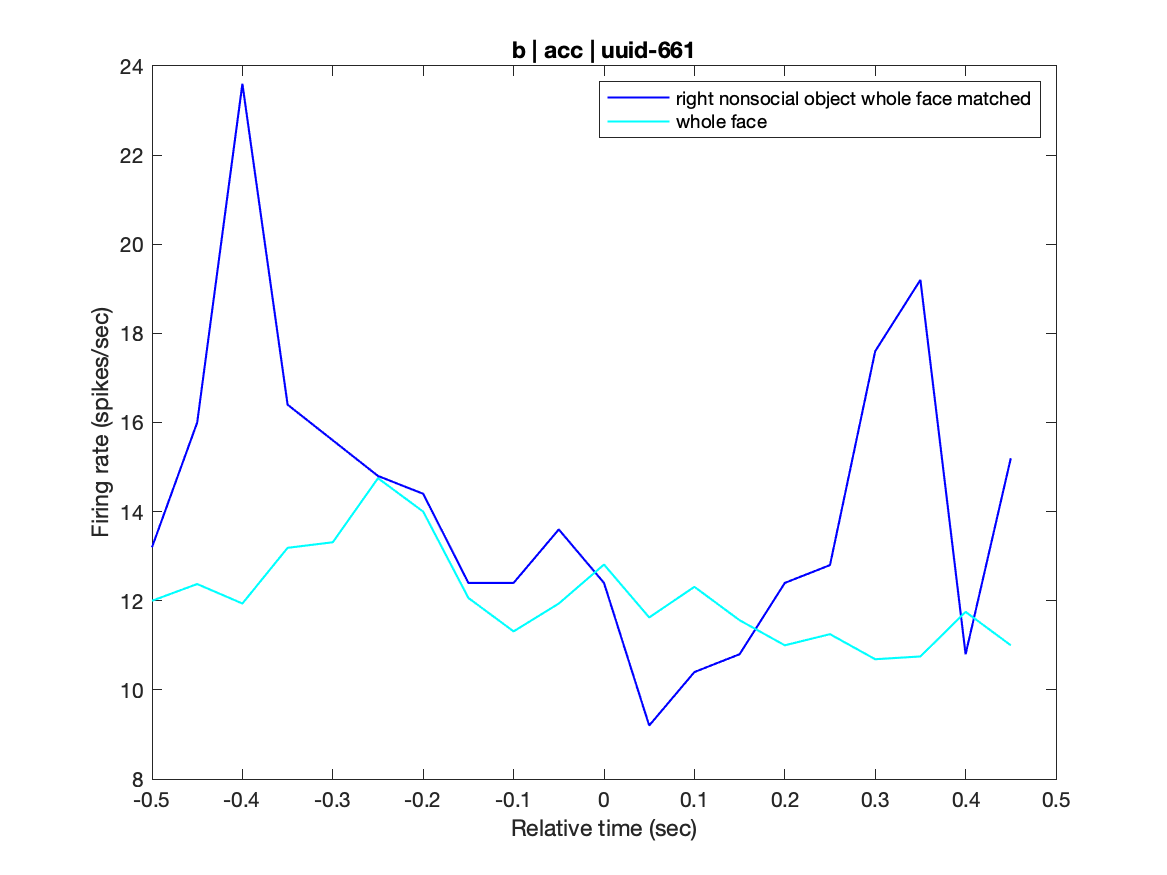 b | acc | uuid-661
right nonsocial object whole face matched
whole face
24
22
20
18
16
14
12
10
8
Firing rate (spikes/sec)
-0.5 -0.4 -0.3 -0.2 -0.1 0 0.1 0.2 0.3 0.4 0.5
Relative time (sec)